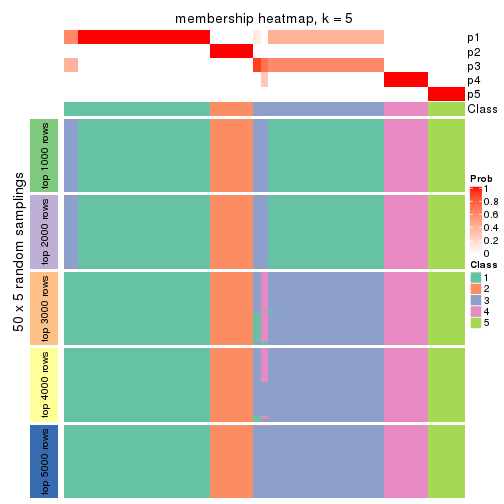 membership heatmap, k = 5
p1
p2
p3
p4
p5
Class
50 x 5 random samplings
top 1000 rows
top 2000 rows
top 3000 rows
top 4000 rows
top 5000 rows
Prob
1
0.8
0.6
0.4
0.2
0
Class
1
2
3
4
5